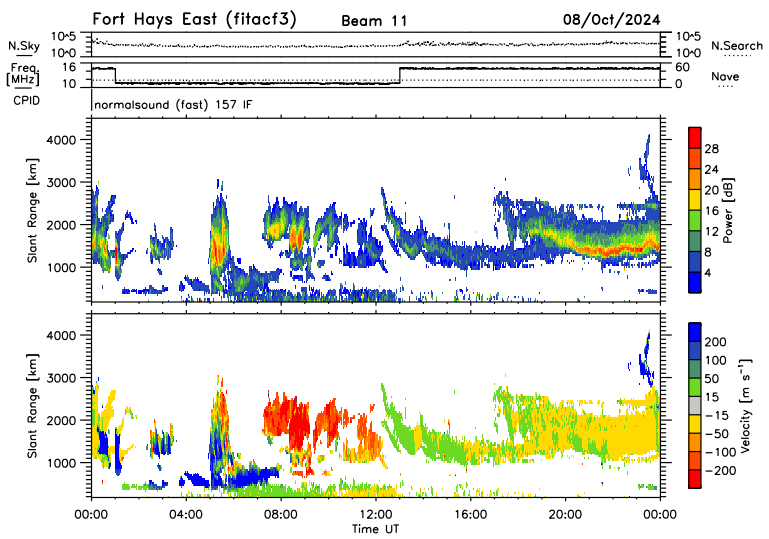 Fort Hays East (fitacf3) Beam 11 08/Oct/2024
N.Sky 10^5 10^0 10^5 10^0 N.Search
Freq. [MHz] 16 10 60 0 Nave
CPID normalsound (fast) 157 IF
Slant Range [km] 4000 3000 2000 1000
Power [dB] 28 24 20 16 12 8 4
Slant Range [km] 4000 3000 2000 1000
Velocity [m s^-1] 200 100 50 15 -15 -50 -100 -200
00:00 04:00 08:00 12:00 16:00 20:00 00:00
Time UT